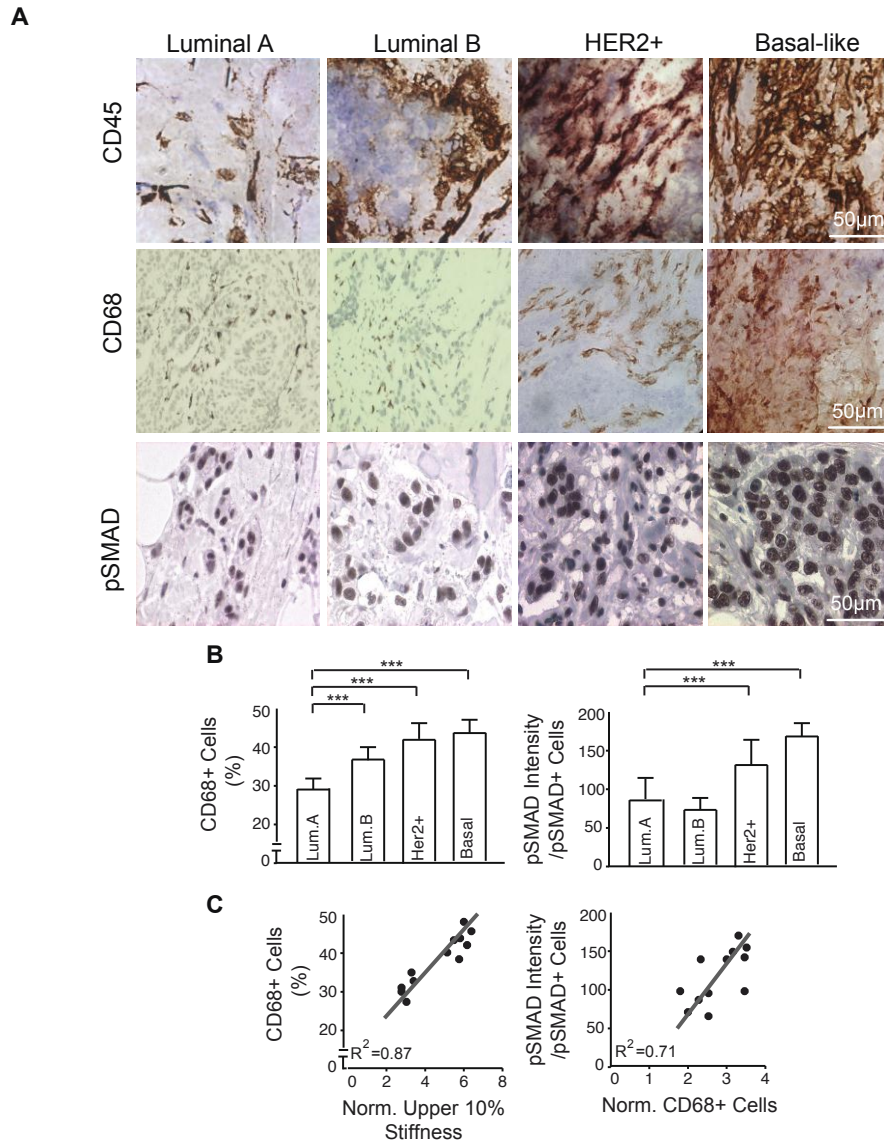 A
Luminal A Luminal B HER2+ Basal-like
CD45
50µm
CD68
50µm
pSMAD
50µm
B
***
***
***
CD68+ Cells
(%)
50
40
30
20
0
Lum.A Lum.B Her2+ Basal
***
***
pSMAD Intensity
/pSMAD+ Cells
200
150
100
50
0
Lum.A Lum.B Her2+ Basal
C
CD68+ Cells
(%)
50
40
30
20
0
R²=0.87
0 2 4 6 8
Norm. Upper 10%
Stiffness
pSMAD Intensity
/pSMAD+ Cells
200
150
100
50
0
R²=0.71
0 1 2 3 4
Norm. CD68+ Cells